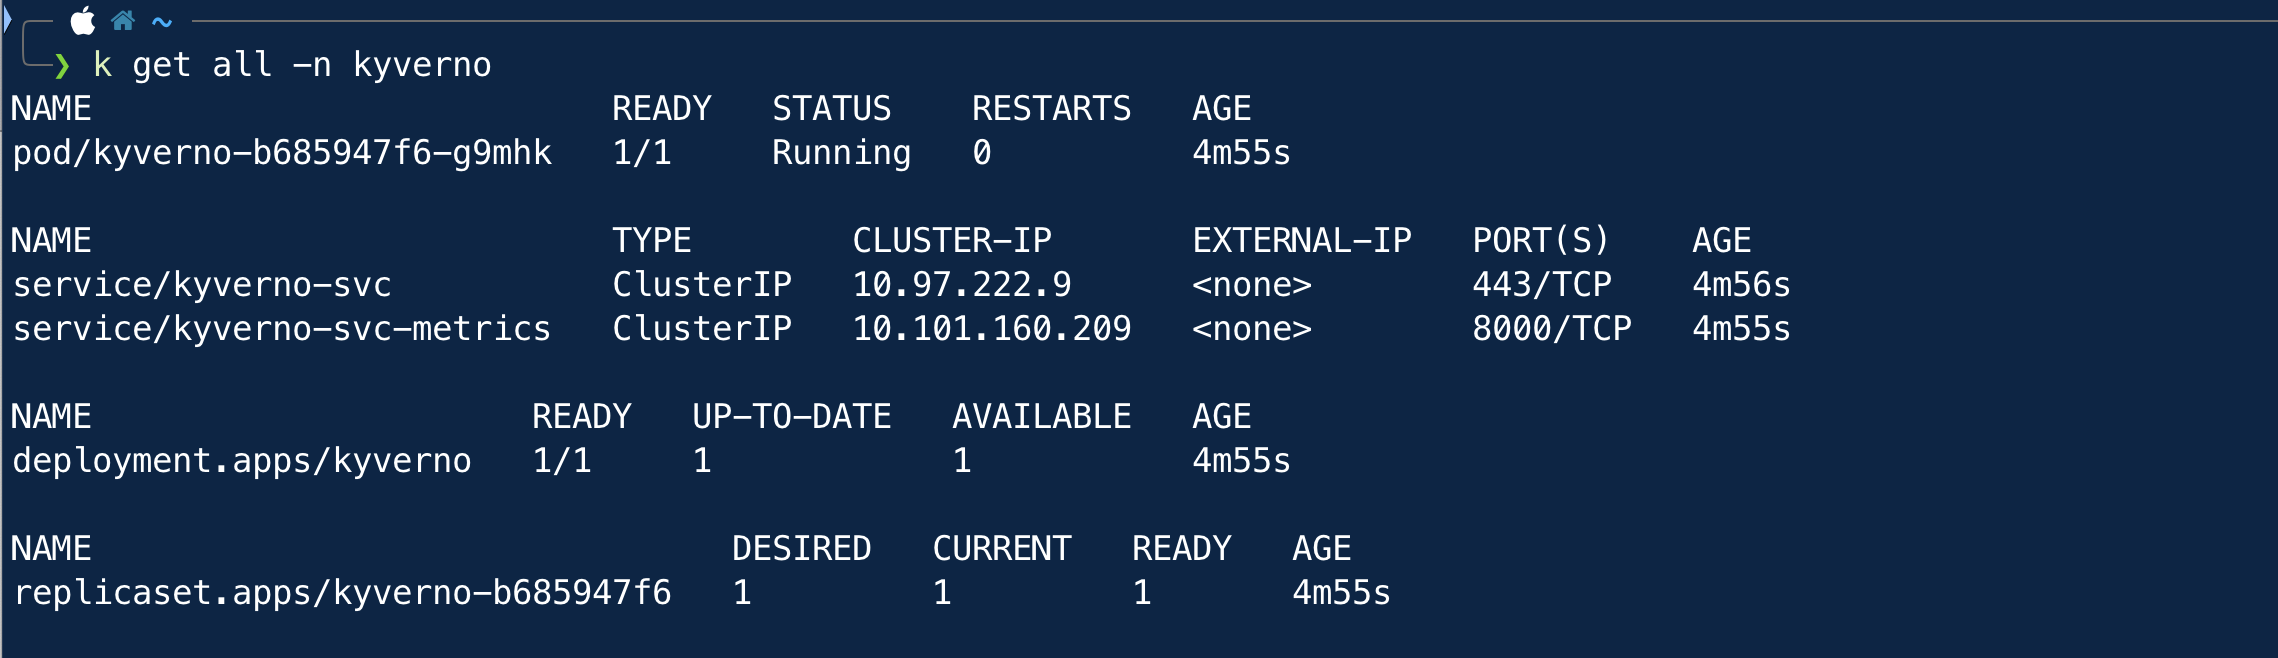 ~
❯ k get all -n kyverno
NAME READY STATUS RESTARTS AGE
pod/kyverno-b685947f6-g9mhk 1/1 Running 0 4m55s
NAME TYPE CLUSTER-IP EXTERNAL-IP PORT(S) AGE
service/kyverno-svc ClusterIP 10.97.222.9 <none> 443/TCP 4m56s
service/kyverno-svc-metrics ClusterIP 10.101.160.209 <none> 8000/TCP 4m55s
NAME READY UP-TO-DATE AVAILABLE AGE
deployment.apps/kyverno 1/1 1 1 4m55s
NAME DESIRED CURRENT READY AGE
replicaset.apps/kyverno-b685947f6 1 1 1 4m55s